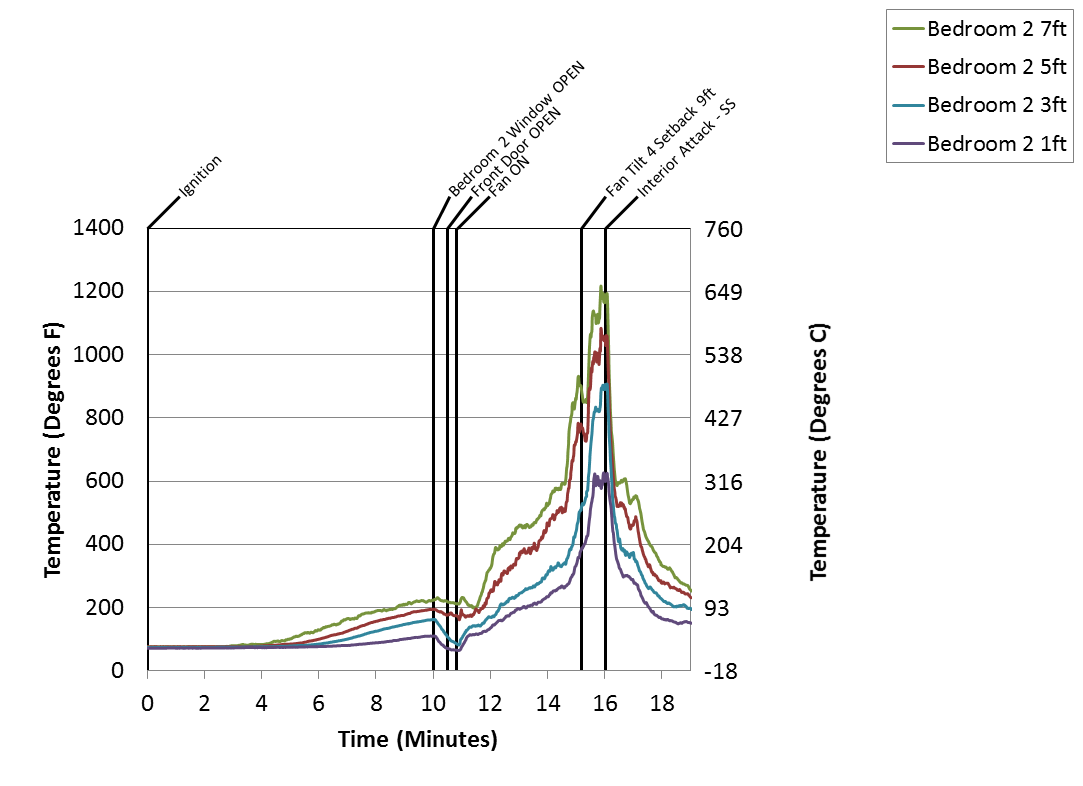 Bedroom 2 7ft
Bedroom 2 5ft
Bedroom 2 3ft
Bedroom 2 1ft
Ignition
Bedroom 2 Window OPEN
Front Door OPEN
Fan ON
Fan Tilt 4 Setback 9ft
Interior Attack - SS
Temperature (Degrees F)
1400
1200
1000
800
600
400
200
0
760
649
538
427
316
204
93
-18
Temperature (Degrees C)
0 2 4 6 8 10 12 14 16 18
Time (Minutes)